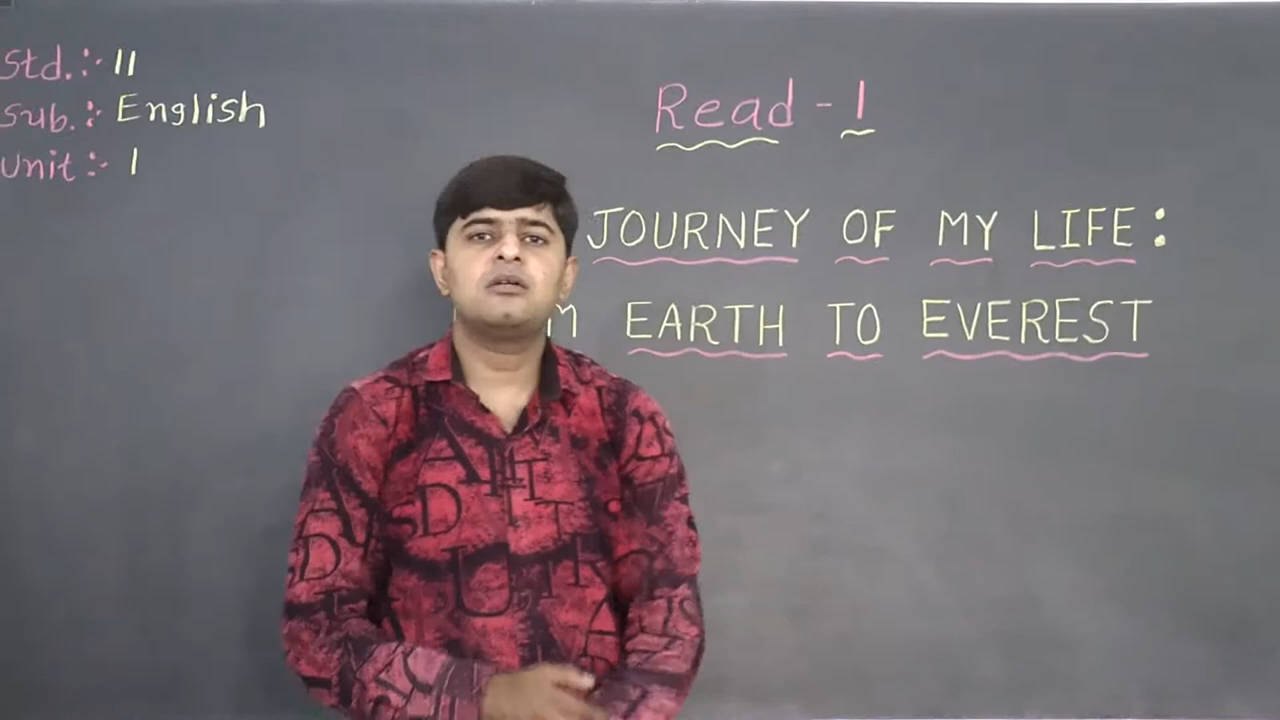 Std. :- 11
Sub. :- English
Unit :- 1
Read - 1
JOURNEY OF MY LIFE :
EARTH TO EVEREST